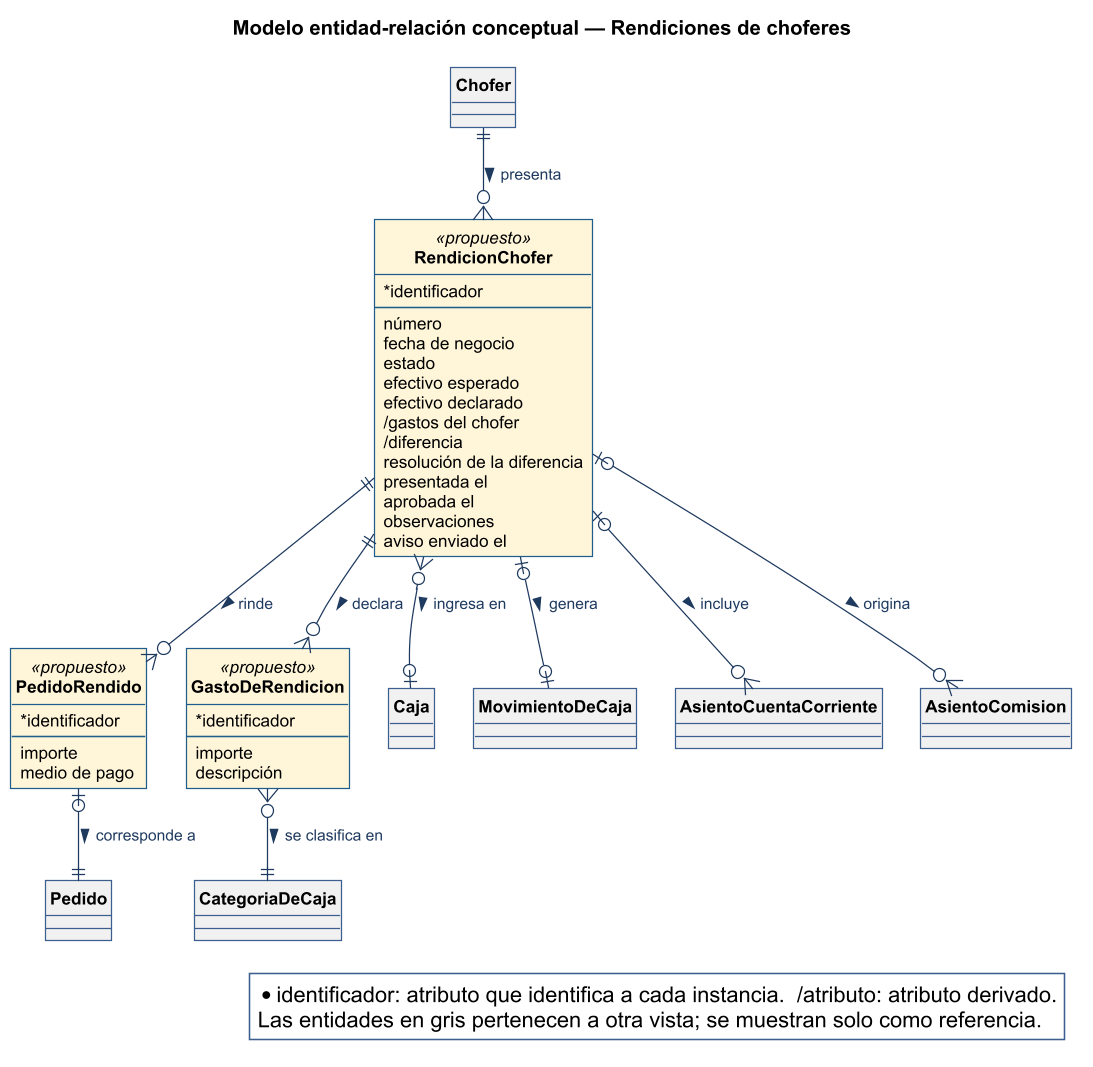 Modelo entidad-relación conceptual — Rendiciones de choferes
Chofer
presenta
«propuesto»
RendicionChofer
*identificador
número
fecha de negocio
estado
efectivo esperado
efectivo declarado
/gastos del chofer
/diferencia
resolución de la diferencia
presentada el
aprobada el
observaciones
aviso enviado el
rinde
declara
ingresa en
genera
incluye
origina
«propuesto»
PedidoRendido
*identificador
importe
medio de pago
«propuesto»
GastoDeRendicion
*identificador
importe
descripción
Caja
MovimientoDeCaja
AsientoCuentaCorriente
AsientoComision
corresponde a
se clasifica en
Pedido
CategoriaDeCaja
• identificador: atributo que identifica a cada instancia.  /atributo: atributo derivado.
Las entidades en gris pertenecen a otra vista; se muestran solo como referencia.